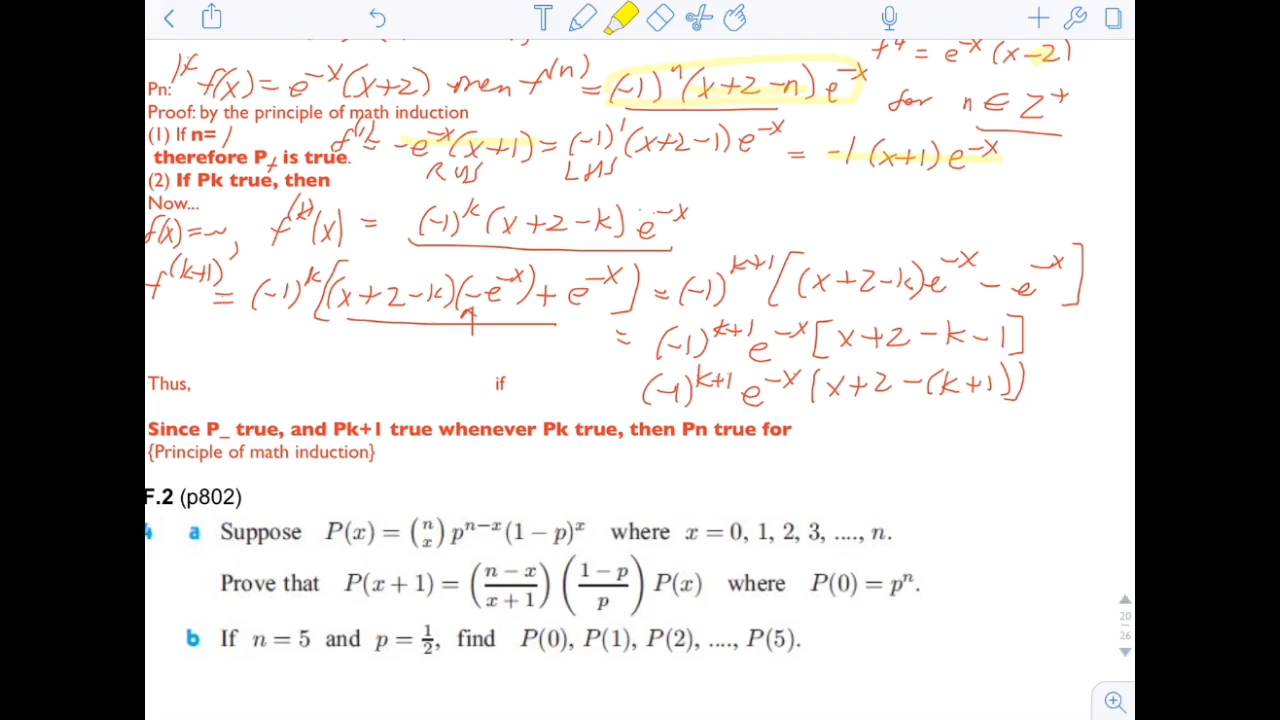 f⁴ = e^{-x}(x-2)
Pn: If f(x) = e^{-x}(x+2) then f^{(n)} = (-1)^n (x+2-n) e^{-x} for n ∈ Z^+
Proof: by the principle of math induction
(1) If n= 1 f^{(1)} = -e^{-x}(x+1) = (-1)^1 (x+2-1) e^{-x} = -1 (x+1) e^{-x}
therefore P_1 is true. RHS LHS
(2) If Pk true, then
Now...
f(x) = ~, f^{(k)}(x) = (-1)^k (x+2-k) e^{-x}
f^{(k+1)} = (-1)^k [(x+2-k)(-e^{-x}) + e^{-x}] = (-1)^{k+1} [(x+2-k)e^{-x} - e^{-x}]
= (-1)^{k+1} e^{-x} [x+2-k-1]
Thus, if (-1)^{k+1} e^{-x} (x+2-(k+1))
Since P_ true, and Pk+1 true whenever Pk true, then Pn true for
{Principle of math induction}
F.2 (p802)
4 a Suppose P(x) = (n x) p^{n-x} (1 - p)^x where x = 0, 1, 2, 3, ...., n.
Prove that P(x + 1) = ((n - x)/(x + 1)) ((1 - p)/p) P(x) where P(0) = p^n.
b If n = 5 and p = 1/2, find P(0), P(1), P(2), ...., P(5).
20
26